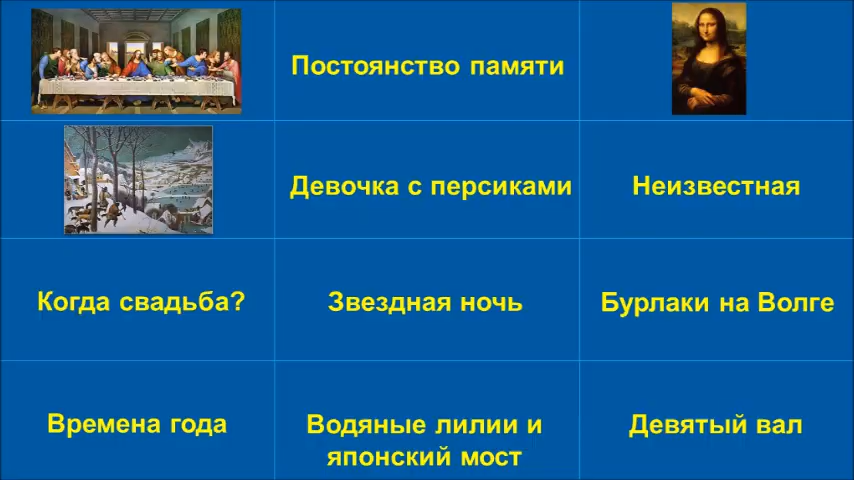 Постоянство памяти
Девочка с персиками
Неизвестная
Когда свадьба?
Звездная ночь
Бурлаки на Волге
Времена года
Водяные лилии и
японский мост
Девятый вал